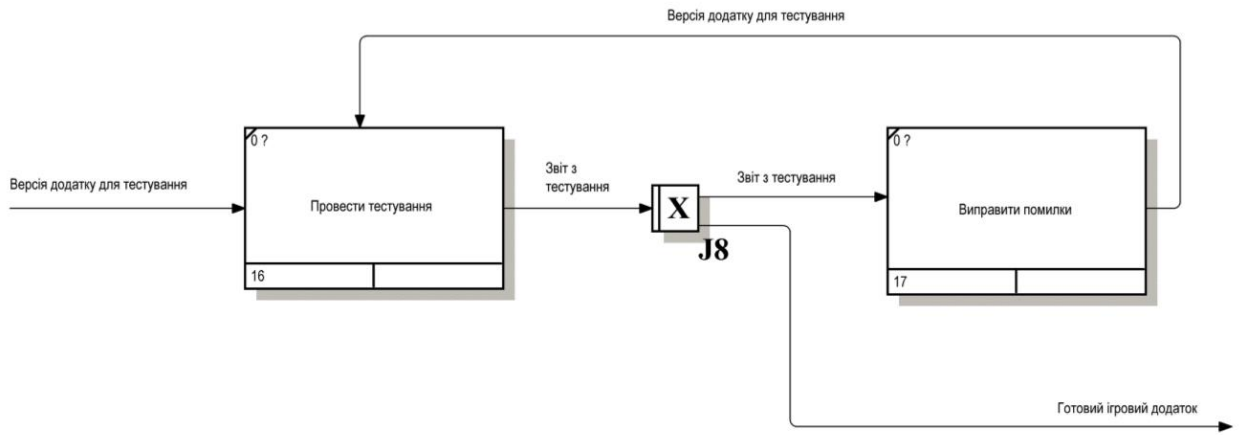 Версія додатку для тестування
0 ?
0 ?
Звіт з
тестування
Звіт з тестування
Версія додатку для тестування
Провести тестування
X
Виправити помилки
J8
16
17
Готовий ігровий додаток